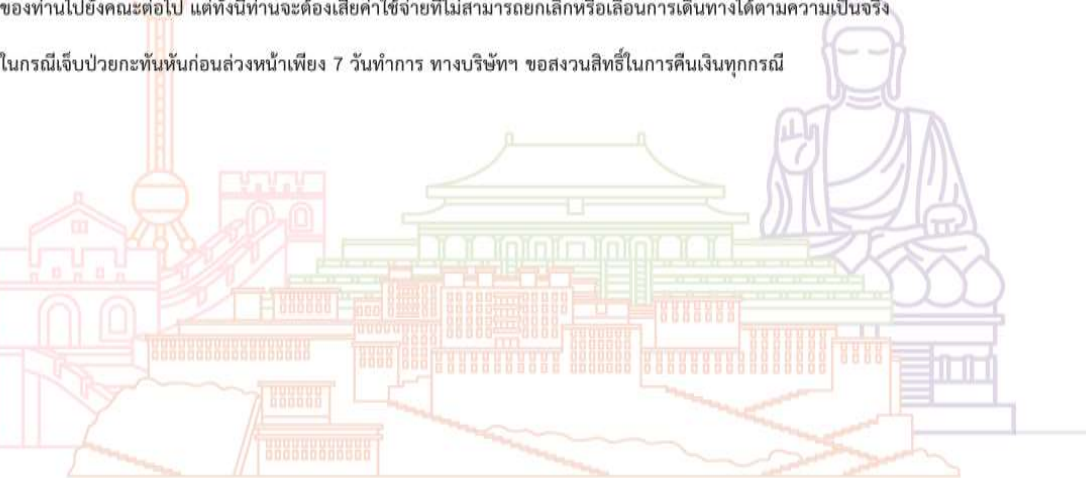 ของท่านไปยังคณะต่อไป แต่ทั้งนี้ท่านจะต้องเสียค่าใช้จ่ายที่ไม่สามารถยกเลิกหรือเลื่อนการเดินทางได้ตามความเป็นจริง
ในกรณีเจ็บป่วยกะทันหันก่อนล่วงหน้าเพียง 7 วันทำการ ทางบริษัทฯ ขอสงวนสิทธิ์ในการคืนเงินทุกกรณี